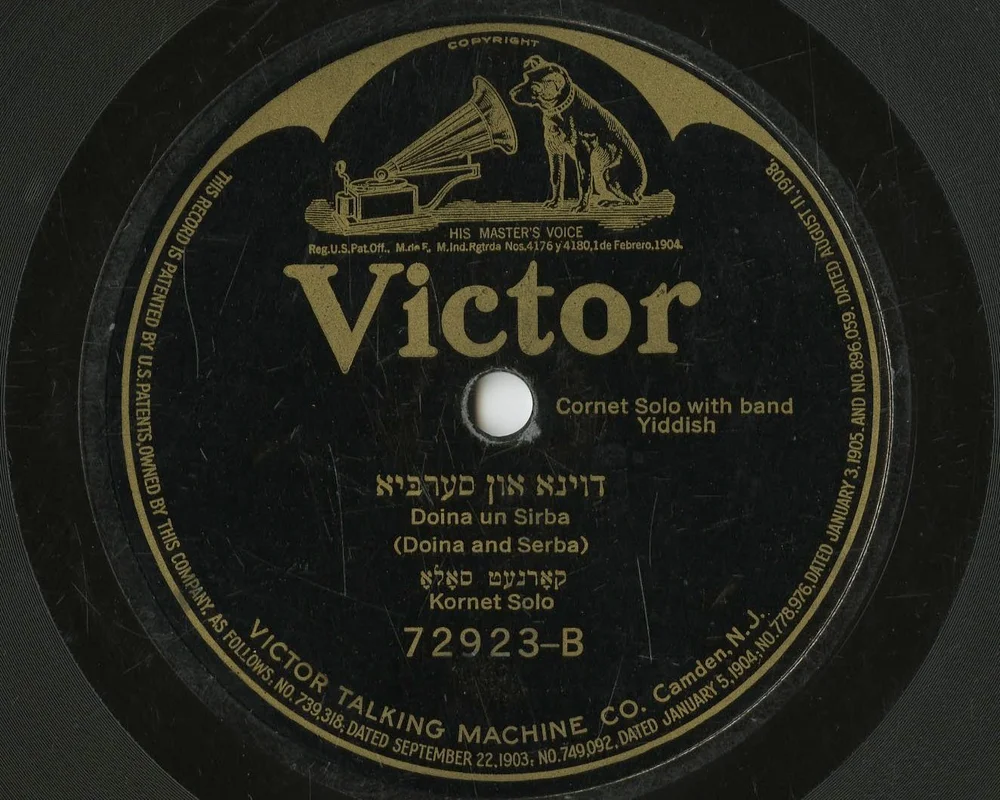 COPYRIGHT
HIS MASTER'S VOICE
Reg.U.S.Pat.Off., M.de F., M.Ind.Rgtrda Nos.4176 y 4180,1 de Febrero,1904.
Victor
Cornet Solo with band
Yiddish
דוינא און סערביא
Doina un Sirba
(Doina and Serba)
קאָרנעט סאָלאָ
Kornet Solo
72923–B
VICTOR TALKING MACHINE CO. Camden, N.J.
THIS RECORD IS PATENTED BY U.S. PATENTS, OWNED BY THIS COMPANY, AS FOLLOWS: NO. 739,318, DATED SEPTEMBER 22, 1903; NO. 749,092, DATED JANUARY 5, 1904; NO. 778,976, DATED JANUARY 3, 1905, AND NO. 896,059, DATED AUGUST 11, 1908.